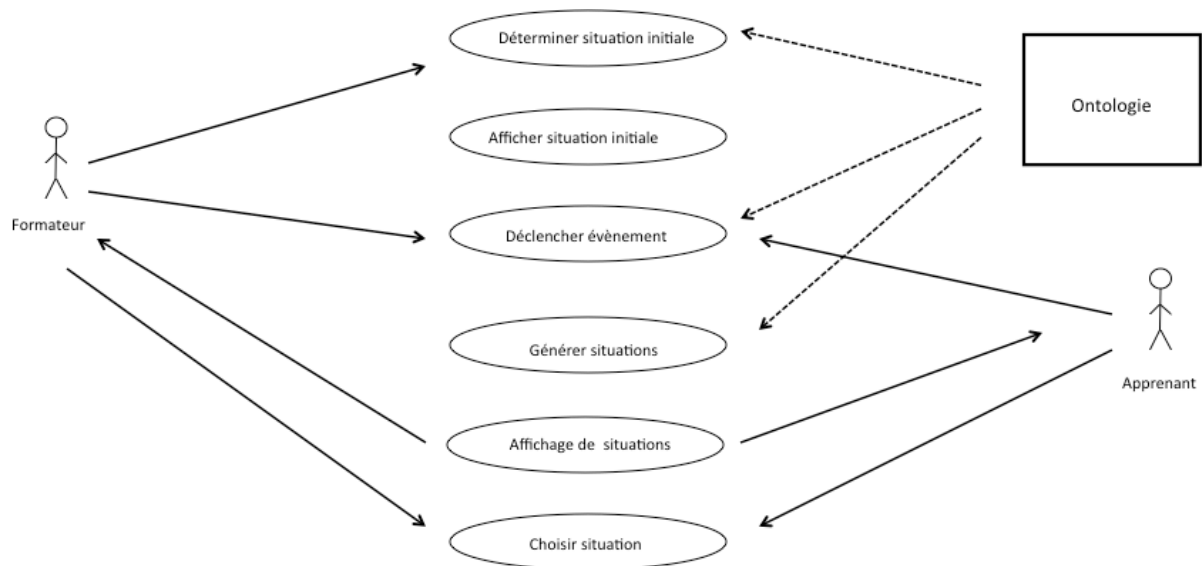 Déterminer situation initiale
Ontologie
Afficher situation initiale
Formateur
Déclencher évènement
Générer situations
Apprenant
Affichage de situations
Choisir situation